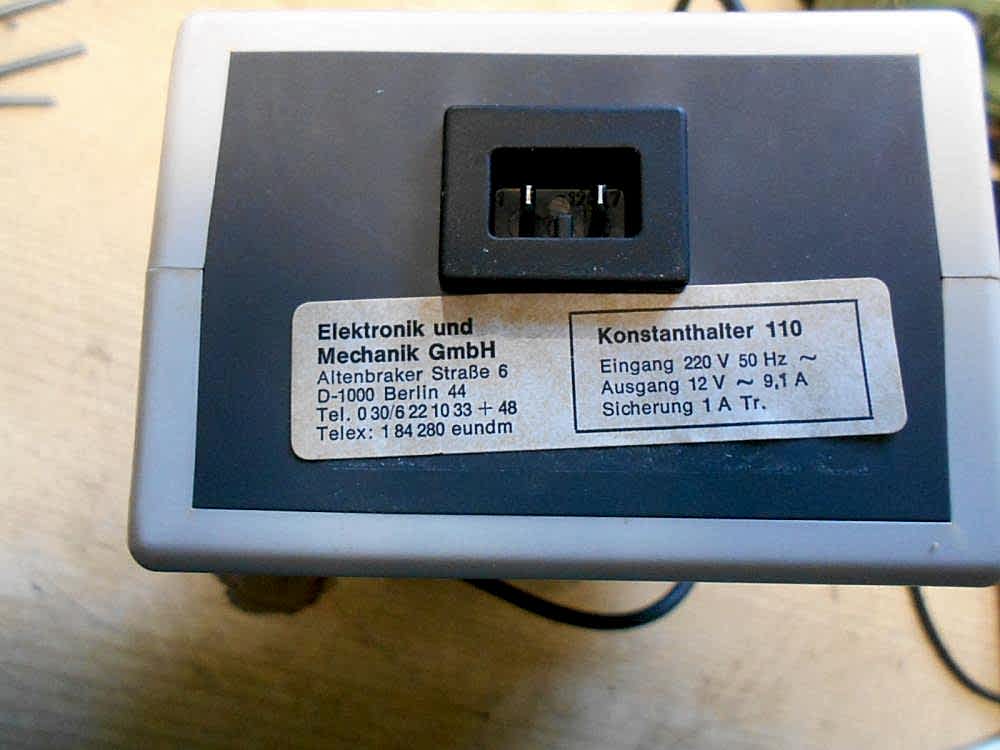 Elektronik und
Mechanik GmbH
Altenbraker Straße 6
D-1000 Berlin 44
Tel. 0 30/6 22 10 33 + 48
Telex: 1 84 280 eundm
Konstanthalter 110
Eingang 220 V 50 Hz ~
Ausgang 12 V ~ 9,1 A
Sicherung 1 A Tr.